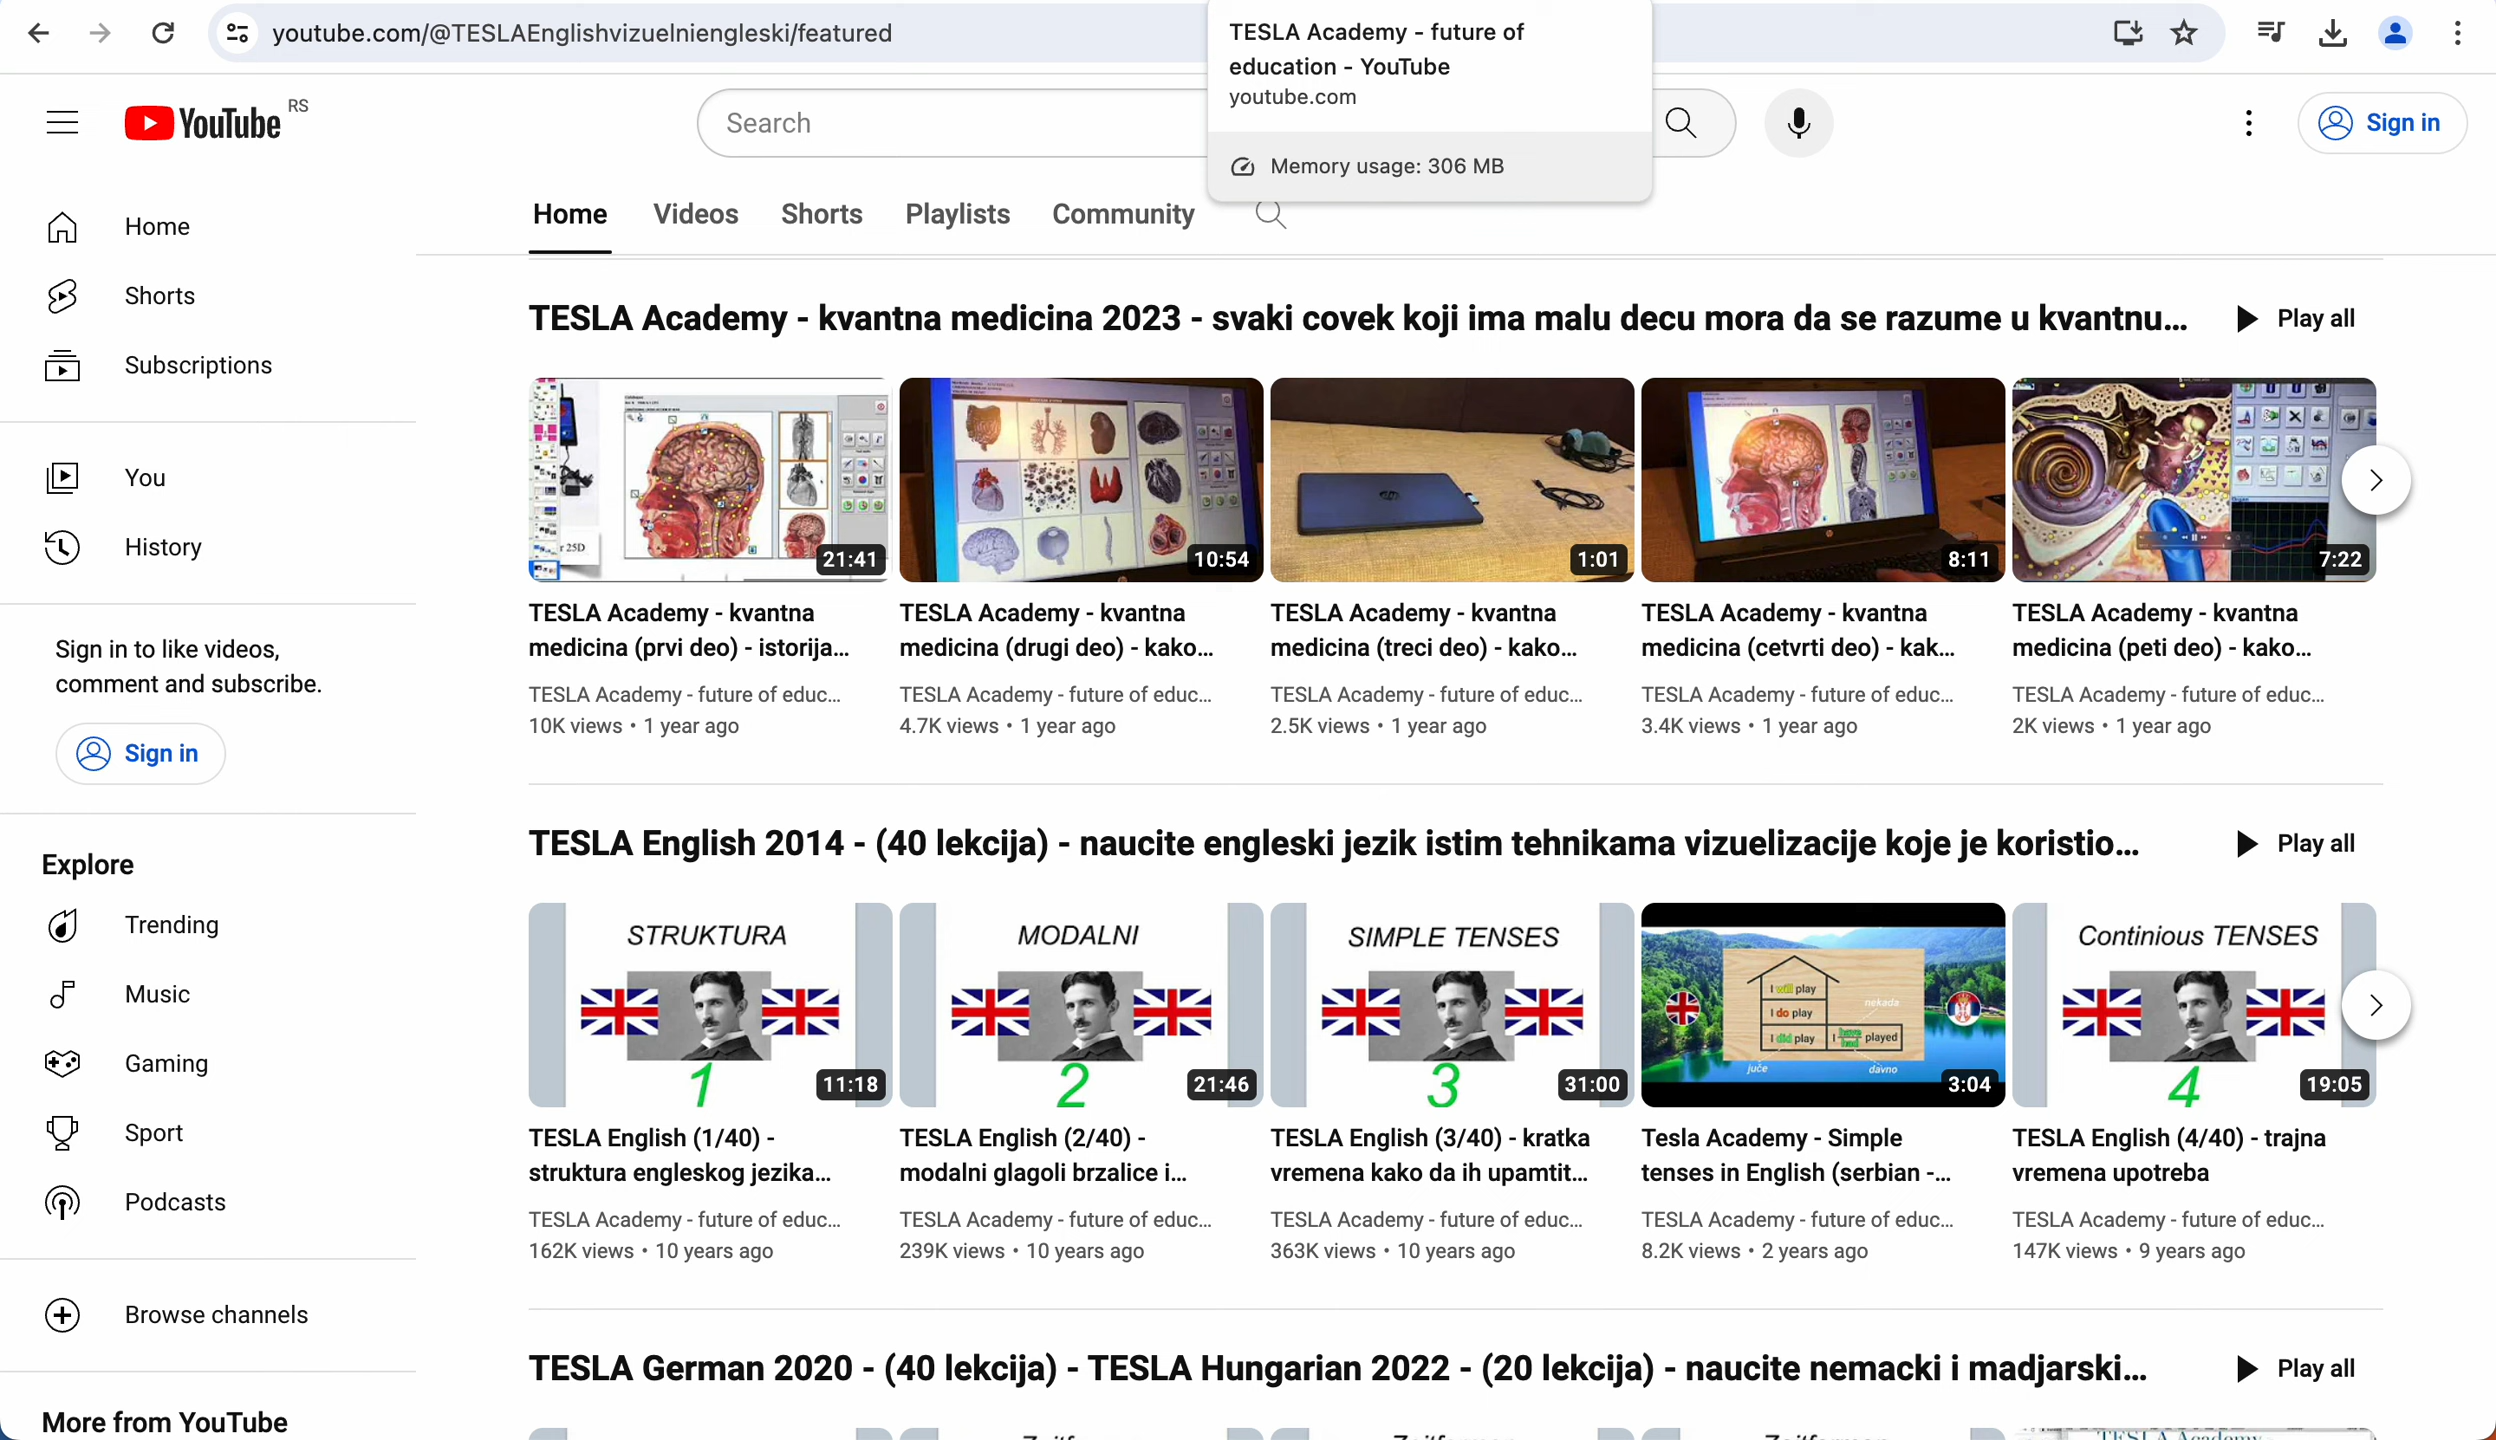 youtube.com/@TESLAEnglishvizuelniengleski/featured
TESLA Academy - future of
education - YouTube
youtube.com
Memory usage: 306 MB
YouTube RS
Search
Sign in
Home
Videos
Shorts
Playlists
Community
Home
Shorts
Subscriptions
You
History
Sign in to like videos,
comment and subscribe.
Sign in
Explore
Trending
Music
Gaming
Sport
Podcasts
Browse channels
More from YouTube
TESLA Academy - kvantna medicina 2023 - svaki covek koji ima malu decu mora da se razume u kvantnu...
Play all
r 25D
21:41
10:54
1:01
8:11
7:22
TESLA Academy - kvantna
medicina (prvi deo) - istorija...
TESLA Academy - future of educ...
10K views • 1 year ago
TESLA Academy - kvantna
medicina (drugi deo) - kako...
TESLA Academy - future of educ...
4.7K views • 1 year ago
TESLA Academy - kvantna
medicina (treci deo) - kako...
TESLA Academy - future of educ...
2.5K views • 1 year ago
TESLA Academy - kvantna
medicina (cetvrti deo) - kak...
TESLA Academy - future of educ...
3.4K views • 1 year ago
TESLA Academy - kvantna
medicina (peti deo) - kako...
TESLA Academy - future of educ...
2K views • 1 year ago
TESLA English 2014 - (40 lekcija) - naucite engleski jezik istim tehnikama vizuelizacije koje je koristio...
Play all
STRUKTURA
1
11:18
MODALNI
2
21:46
SIMPLE TENSES
3
31:00
I will play
nekada
I do play
I did play
I have had played
juče
davno
3:04
Continious TENSES
4
19:05
TESLA English (1/40) -
struktura engleskog jezika...
TESLA Academy - future of educ...
162K views • 10 years ago
TESLA English (2/40) -
modalni glagoli brzalice i...
TESLA Academy - future of educ...
239K views • 10 years ago
TESLA English (3/40) - kratka
vremena kako da ih upamtit...
TESLA Academy - future of educ...
363K views • 10 years ago
Tesla Academy - Simple
tenses in English (serbian -...
TESLA Academy - future of educ...
8.2K views • 2 years ago
TESLA English (4/40) - trajna
vremena upotreba
TESLA Academy - future of educ...
147K views • 9 years ago
TESLA German 2020 - (40 lekcija) - TESLA Hungarian 2022 - (20 lekcija) - naucite nemacki i madjarski...
Play all